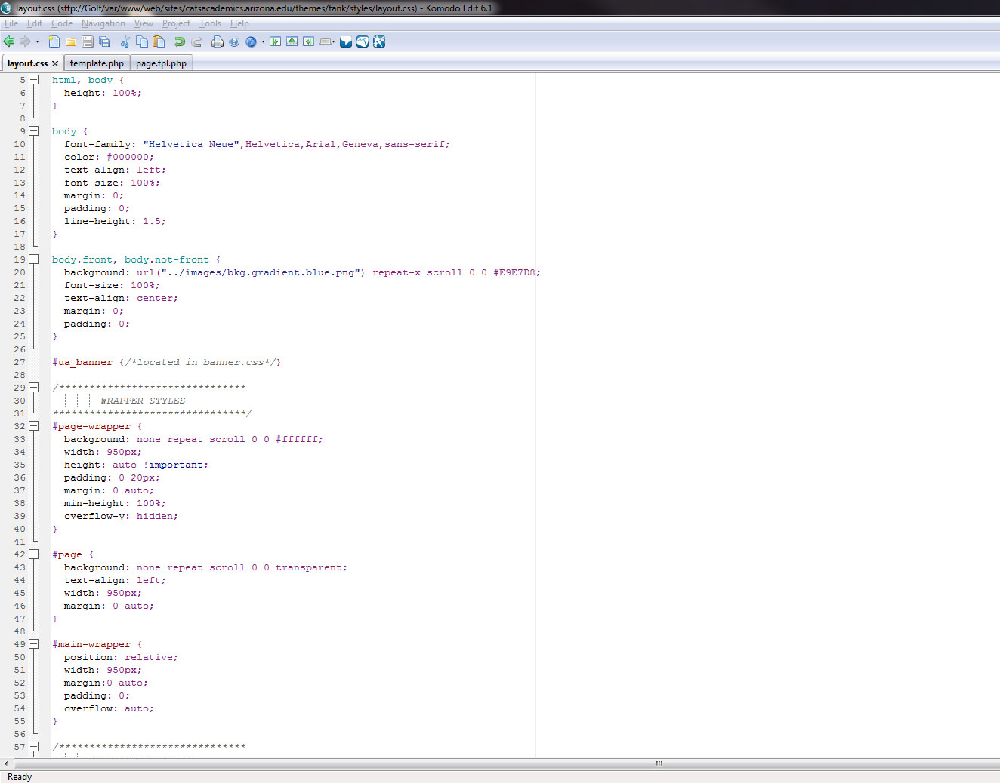 layout.css (sftp://Golf/var/www/web/sites/catsacademics.arizona.edu/themes/tank/styles/layout.css) - Komodo Edit 6.1
File Edit Code Navigation View Project Tools Help
layout.css template.php page.tpl.php
5 html, body {
6 height: 100%;
7 }
8
9 body {
10 font-family: "Helvetica Neue",Helvetica,Arial,Geneva,sans-serif;
11 color: #000000;
12 text-align: left;
13 font-size: 100%;
14 margin: 0;
15 padding: 0;
16 line-height: 1.5;
17 }
18
19 body.front, body.not-front {
20 background: url("../images/bkg.gradient.blue.png") repeat-x scroll 0 0 #E9E7D8;
21 font-size: 100%;
22 text-align: center;
23 margin: 0;
24 padding: 0;
25 }
26
27 #ua_banner {/*located in banner.css*/}
28
29 /*******************************
30 WRAPPER STYLES
31 ********************************/
32 #page-wrapper {
33 background: none repeat scroll 0 0 #ffffff;
34 width: 950px;
35 height: auto !important;
36 padding: 0 20px;
37 margin: 0 auto;
38 min-height: 100%;
39 overflow-y: hidden;
40 }
41
42 #page {
43 background: none repeat scroll 0 0 transparent;
44 text-align: left;
45 width: 950px;
46 margin: 0 auto;
47 }
48
49 #main-wrapper {
50 position: relative;
51 width: 950px;
52 margin:0 auto;
53 padding: 0;
54 overflow: auto;
55 }
56
57 /*******************************
Ready